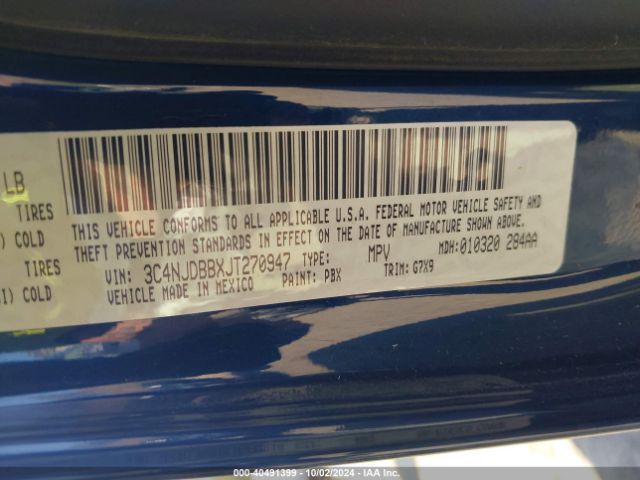 LB
TIRES
COLD
TIRES
I) COLD
THIS VEHICLE CONFORMS TO ALL APPLICABLE U.S.A. FEDERAL MOTOR VEHICLE SAFETY AND
THEFT PREVENTION STANDARDS IN EFFECT ON THE DATE OF MANUFACTURE SHOWN ABOVE.
VIN: 3C4NJDBBXJT270947 TYPE: MPV MDH:010320 284AA
VEHICLE MADE IN MEXICO PAINT: PBX TRIM: G7X9
© - 40491399 - 10/02/2024 - IAA Inc.